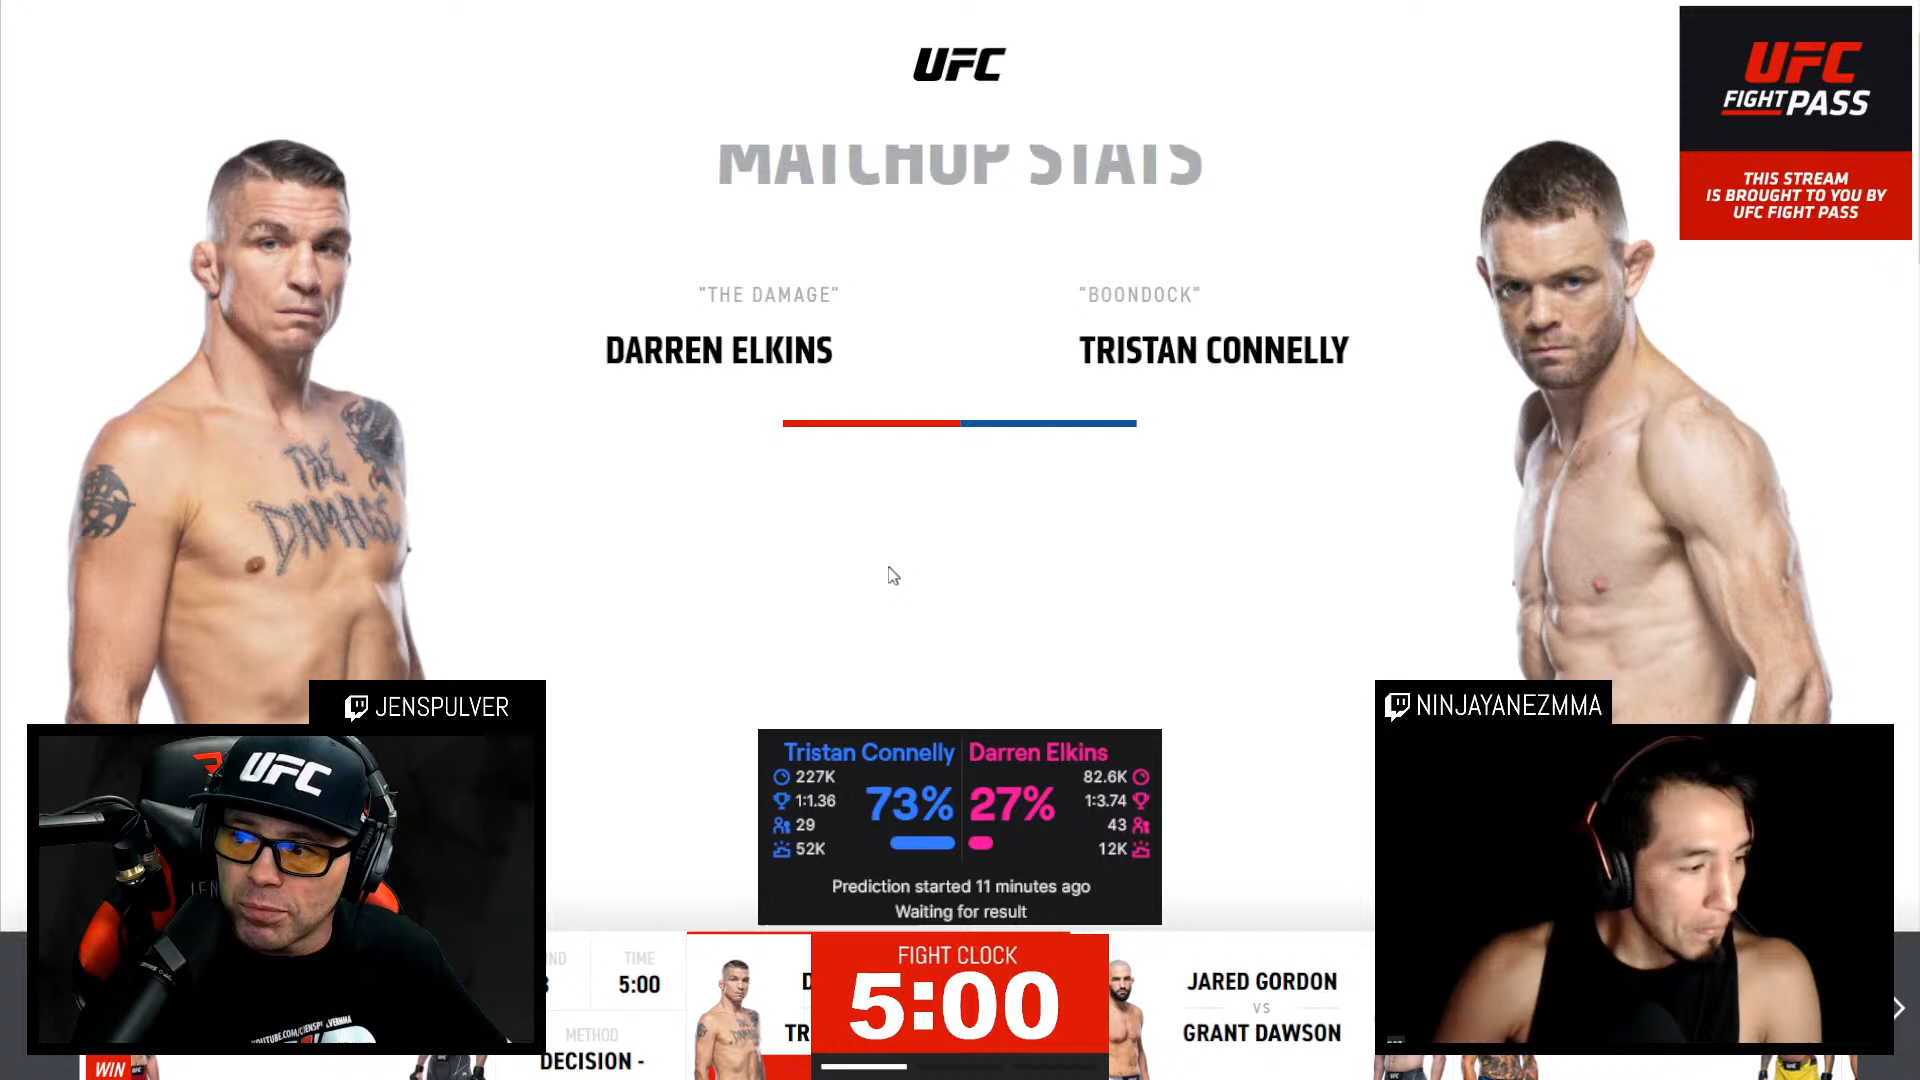 UFC
UFC
FIGHT PASS
THIS STREAM
IS BROUGHT TO YOU BY
UFC FIGHT PASS
MATCHUP STATS
"THE DAMAGE"
DARREN ELKINS
"BOONDOCK"
TRISTAN CONNELLY
THE
DAMAGE
JENSPULVER
NINJAYANEZMMA
UFC
Tristan Connelly
227K
1:1.36
29
52K
73%
Darren Elkins
82.6K
1:3.74
43
12K
27%
Prediction started 11 minutes ago
Waiting for result
TIME
5:00
METHOD
DECISION -
WIN
TR
FIGHT CLOCK
5:00
JARED GORDON
VS
GRANT DAWSON